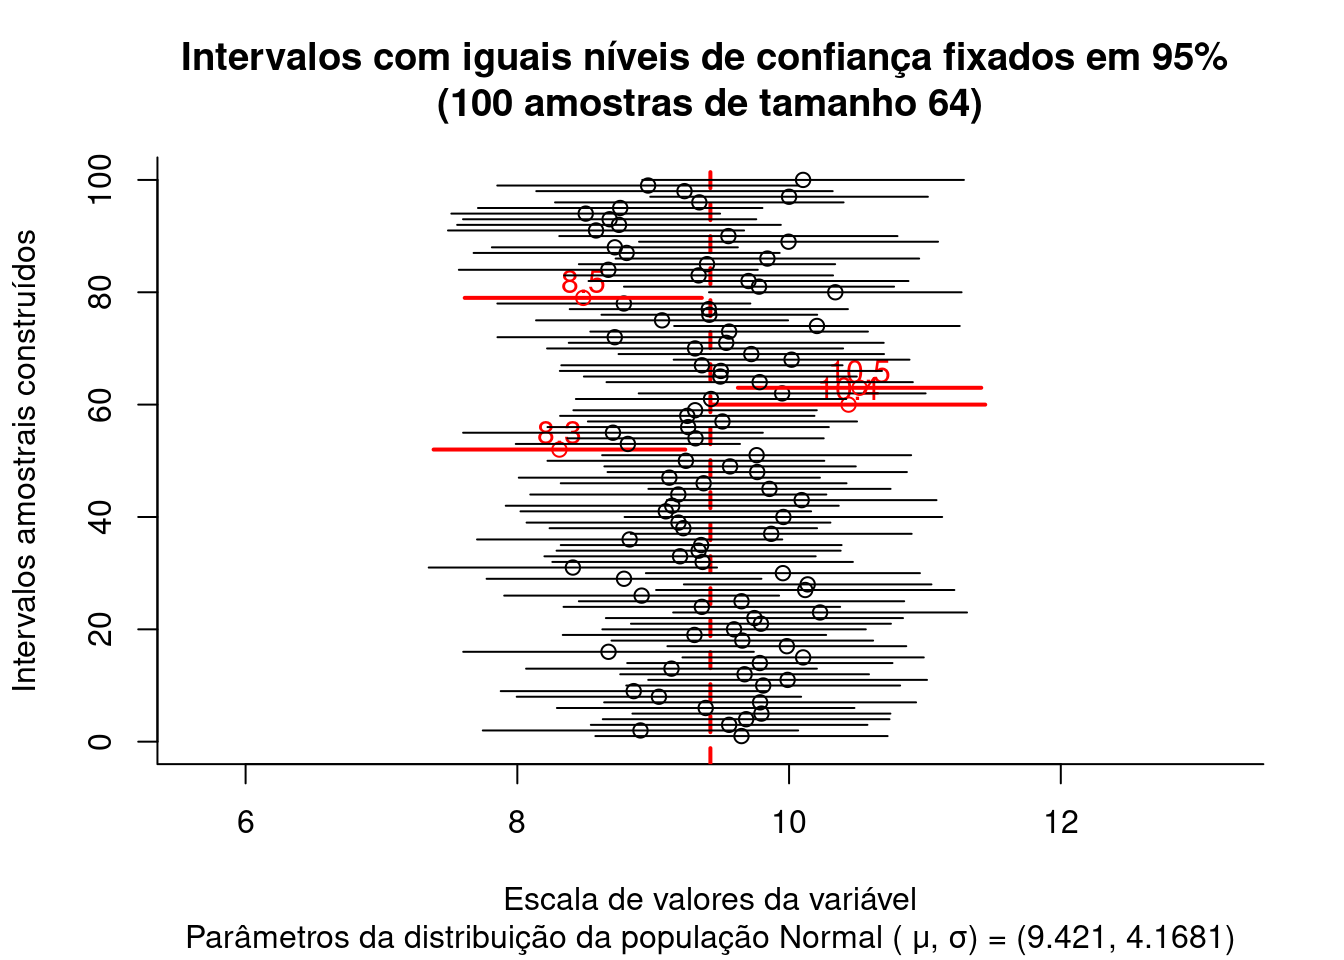 Intervalos com iguais níveis de confiança fixados em 95%
(100 amostras de tamanho 64)
Intervalos amostrais construídos
100
80
60
40
20
0
8.5
10.5
10.4
8.3
6
8
10
12
Escala de valores da variável
Parâmetros da distribuição da população Normal ( μ, σ) = (9.421, 4.1681)